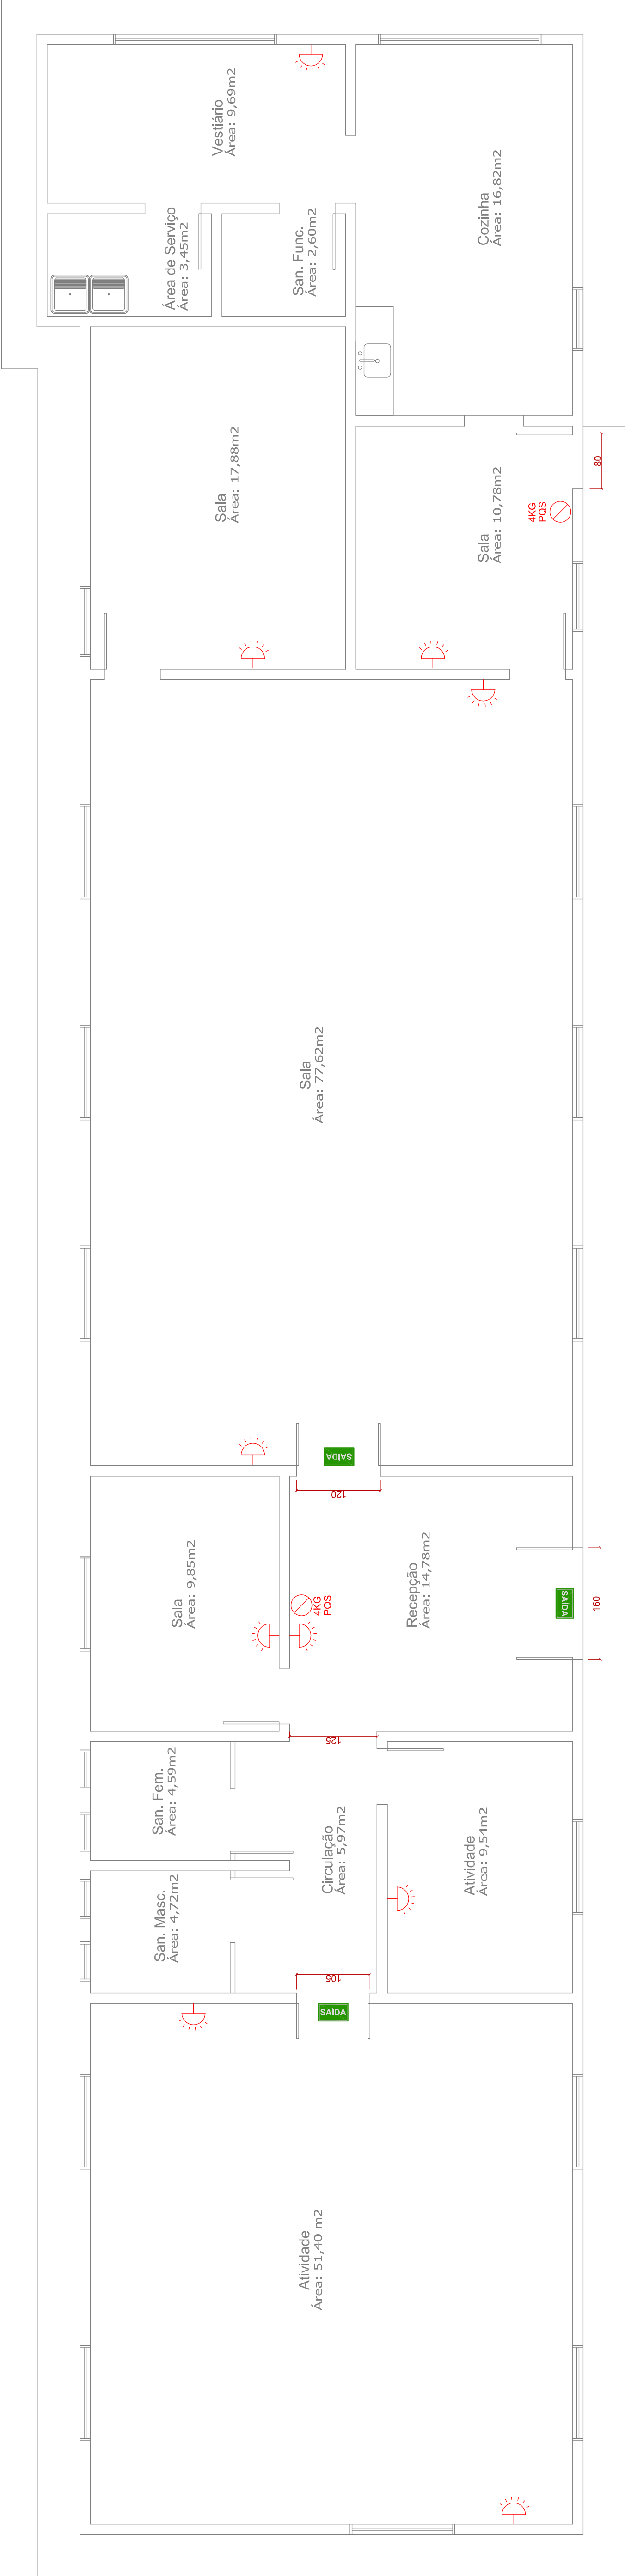 Vestiário
Área: 9,69m2
Área de Serviço
Área: 3,45m2
San. Func.
Área: 2,60m2
Cozinha
Área: 16,82m2
Sala
Área: 17,88m2
Sala
Área: 10,78m2
80
4KG
PQS
Sala
Área: 77,62m2
SAÍDA
120
Sala
Área: 9,85m2
4KG
PQS
Recepção
Área: 14,78m2
SAÍDA
160
125
San. Fem.
Área: 4,59m2
San. Masc.
Área: 4,72m2
Circulação
Área: 5,97m2
Atividade
Área: 9,54m2
105
SAÍDA
Atividade
Área: 51,40 m2